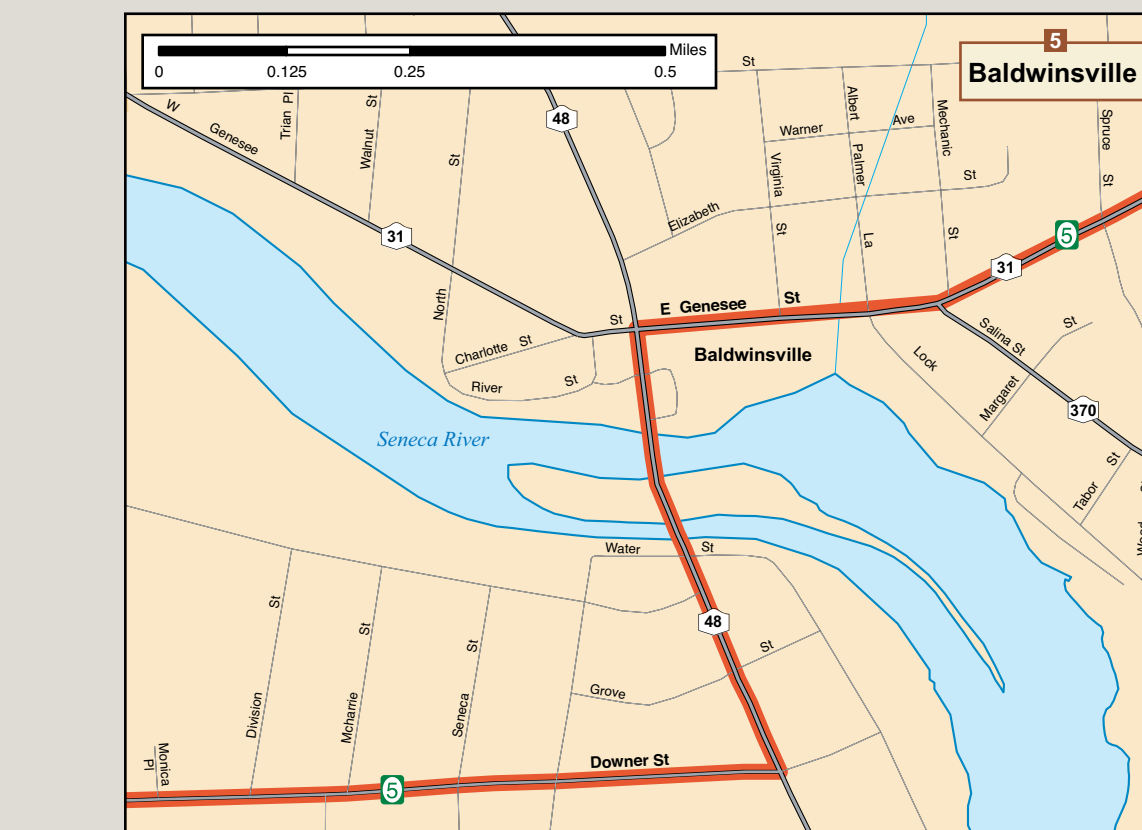 Miles
0 0.125 0.25 0.5
5
Baldwinsville
St
W Genesee
St
Trian Pl
Walnut St
St
North
48
31
Albert
Palmer
La
Mechanic
St
Warner Ave
Virginia
St
St
Elizabeth
Spruce St
5
31
E Genesee St
Baldwinsville
Charlotte St
River St
Lock
Salina St
St
Margaret
370
St
Tabor
Seneca River
Water St
48
St
Grove
St
Division
St
Mcharrie
St
Seneca
Monica
Pl
Downer St
5